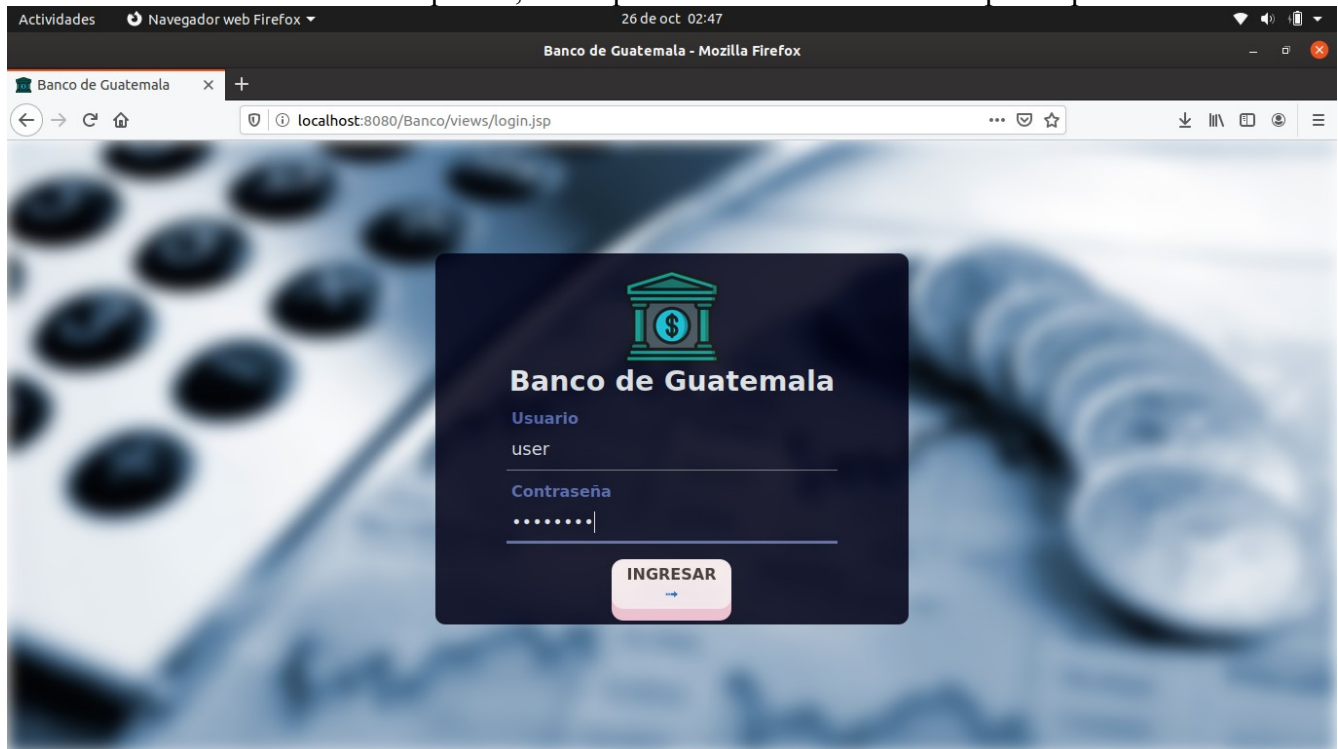 Actividades Navegador web Firefox 26 de oct 02:47
Banco de Guatemala - Mozilla Firefox
Banco de Guatemala
localhost:8080/Banco/views/login.jsp
$
Banco de Guatemala
Usuario
user
Contraseña
••••••••
INGRESAR